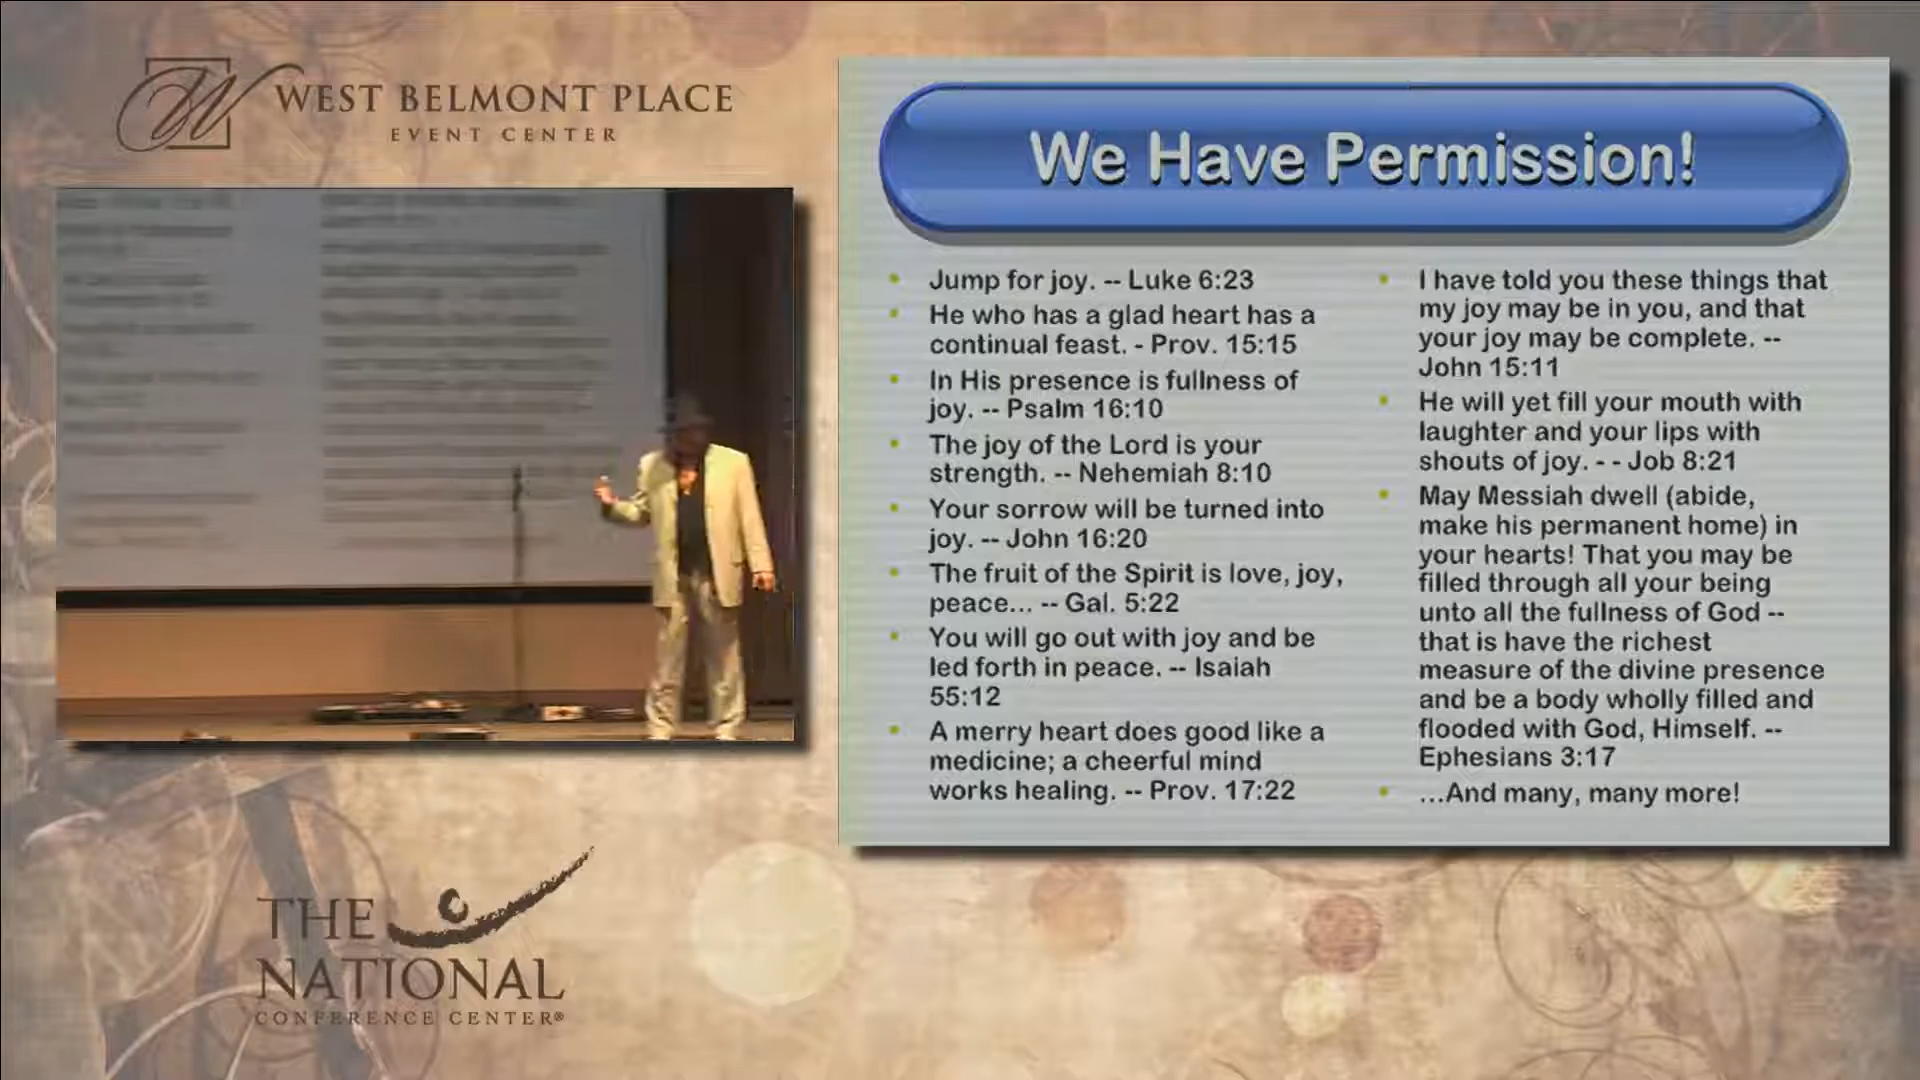 WEST BELMONT PLACE
EVENT CENTER
We Have Permission!
• Jump for joy. -- Luke 6:23
• He who has a glad heart has a
continual feast. - Prov. 15:15
• In His presence is fullness of
joy. -- Psalm 16:10
• The joy of the Lord is your
strength. -- Nehemiah 8:10
• Your sorrow will be turned into
joy. -- John 16:20
• The fruit of the Spirit is love, joy,
peace... -- Gal. 5:22
• You will go out with joy and be
led forth in peace. -- Isaiah
55:12
• A merry heart does good like a
medicine; a cheerful mind
works healing. -- Prov. 17:22
• I have told you these things that
my joy may be in you, and that
your joy may be complete. --
John 15:11
• He will yet fill your mouth with
laughter and your lips with
shouts of joy. - - Job 8:21
• May Messiah dwell (abide,
make his permanent home) in
your hearts! That you may be
filled through all your being
unto all the fullness of God --
that is have the richest
measure of the divine presence
and be a body wholly filled and
flooded with God, Himself. --
Ephesians 3:17
• ...And many, many more!
THE
NATIONAL
CONFERENCE CENTER®